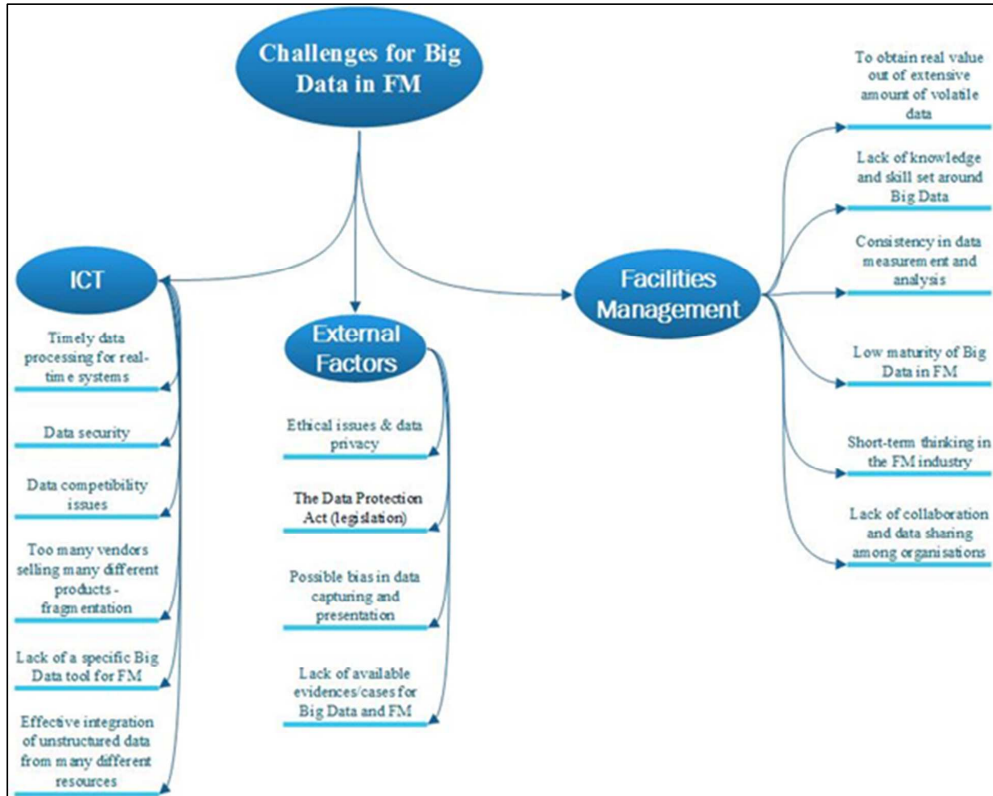 Challenges for Big
Data in FM
ICT
Timely data
processing for real-
time systems
Data security
Data competibility
issues
Too many vendors
selling many different
products -
fragmentation
Lack of a specific Big
Data tool for FM
Effective integration
of unstructured data
from many different
resources
External
Factors
Ethical issues & data
privacy
The Data Protection
Act (legislation)
Possible bias in data
capturing and
presentation
Lack of available
evidences/cases for
Big Data and FM
Facilities
Management
To obtain real value
out of extensive
amount of volatile
data
Lack of knowledge
and skill set around
Big Data
Consistency in data
measurement and
analysis
Low maturity of Big
Data in FM
Short-term thinking in
the FM industry
Lack of collaboration
and data sharing
among organisations